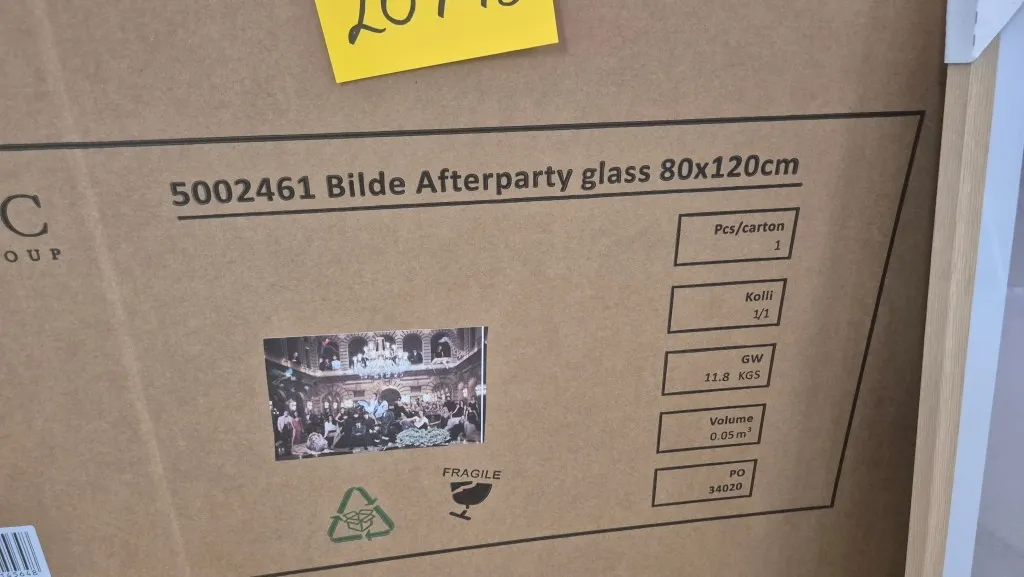 5002461 Bilde Afterparty glass 80x120cm
C
OUP
Pcs/carton
1
Kolli
1/1
GW
11.8 KGS
Volume
0.05m³
PO
34020
FRAGILE